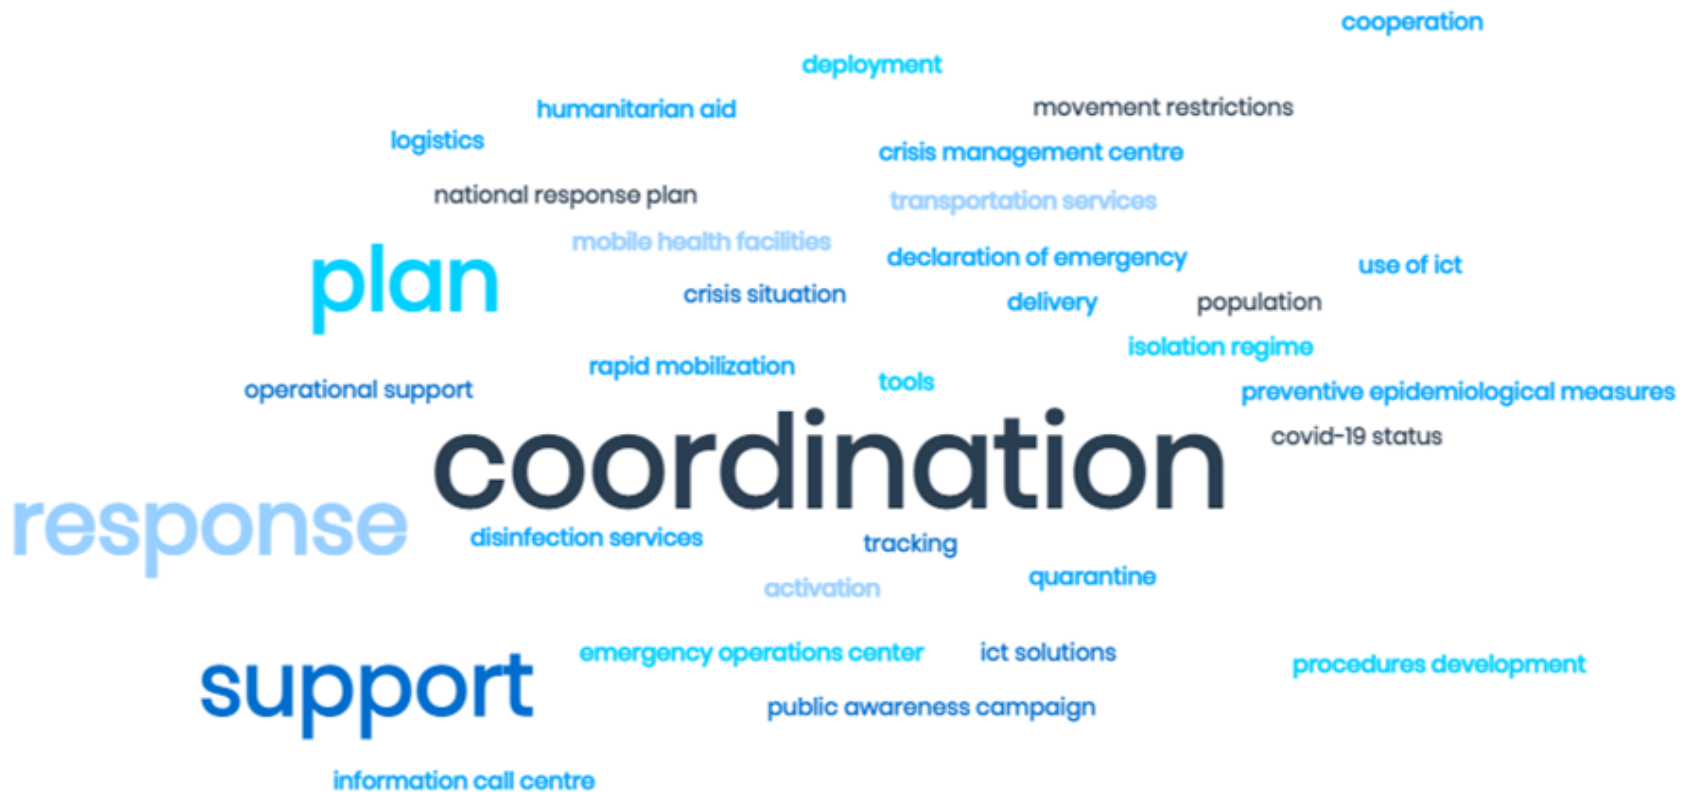 cooperation
deployment
humanitarian aid
movement restrictions
logistics
crisis management centre
national response plan
transportation services
mobile health facilities
declaration of emergency
use of ict
plan
crisis situation
delivery
population
isolation regime
rapid mobilization
tools
operational support
preventive epidemiological measures
coordination
covid-19 status
response
disinfection services
tracking
quarantine
activation
emergency operations center
ict solutions
procedures development
support
public awareness campaign
information call centre